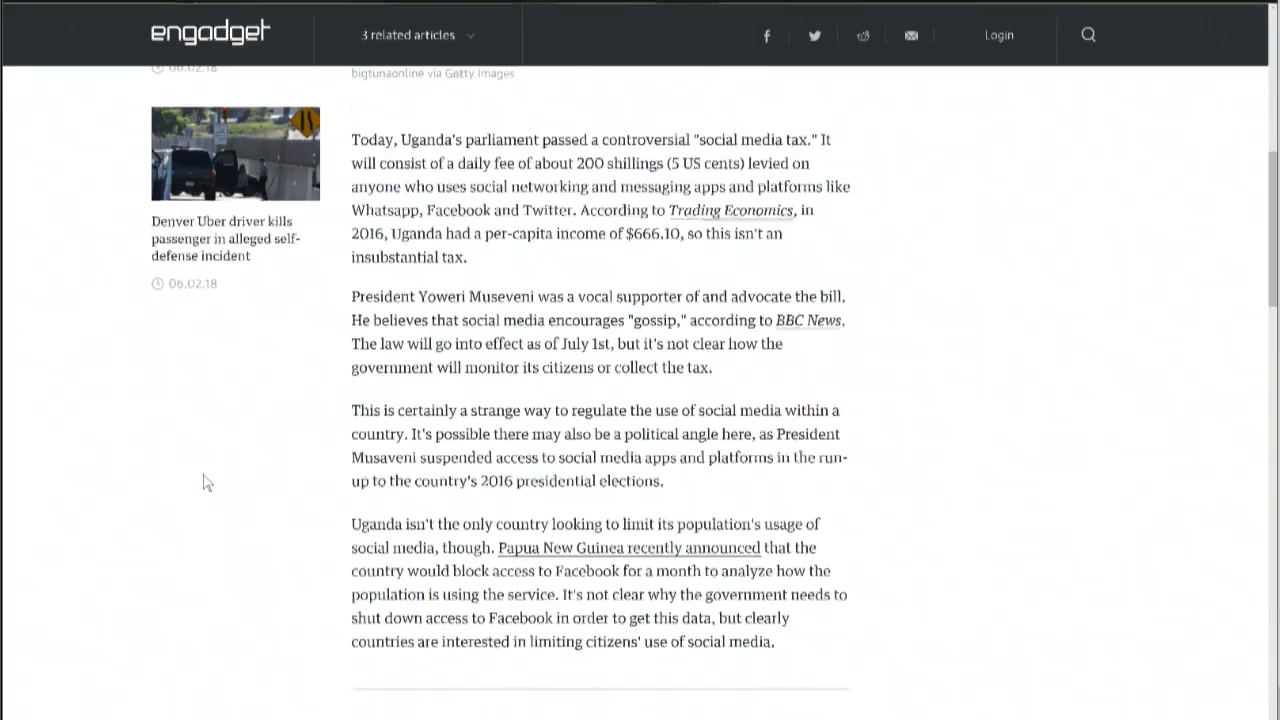 engadget
3 related articles
Login
06.02.18
bigtunaonline via Getty Images
Denver Uber driver kills
passenger in alleged self-
defense incident
06.02.18
Today, Uganda's parliament passed a controversial "social media tax." It
will consist of a daily fee of about 200 shillings (5 US cents) levied on
anyone who uses social networking and messaging apps and platforms like
Whatsapp, Facebook and Twitter. According to Trading Economics, in
2016, Uganda had a per-capita income of $666.10, so this isn't an
insubstantial tax.
President Yoweri Museveni was a vocal supporter of and advocate the bill.
He believes that social media encourages "gossip," according to BBC News.
The law will go into effect as of July 1st, but it's not clear how the
government will monitor its citizens or collect the tax.
This is certainly a strange way to regulate the use of social media within a
country. It's possible there may also be a political angle here, as President
Musaveni suspended access to social media apps and platforms in the run-
up to the country's 2016 presidential elections.
Uganda isn't the only country looking to limit its population's usage of
social media, though. Papua New Guinea recently announced that the
country would block access to Facebook for a month to analyze how the
population is using the service. It's not clear why the government needs to
shut down access to Facebook in order to get this data, but clearly
countries are interested in limiting citizens' use of social media.